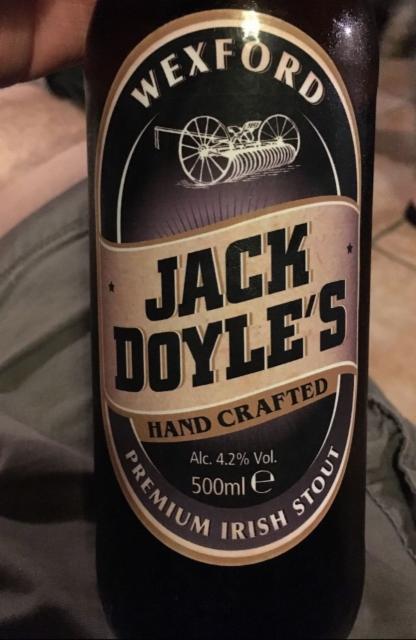 WEXFORD
JACK
DOYLE'S
HAND CRAFTED
Alc. 4.2% Vol.
500ml ℮
PREMIUM IRISH STOUT